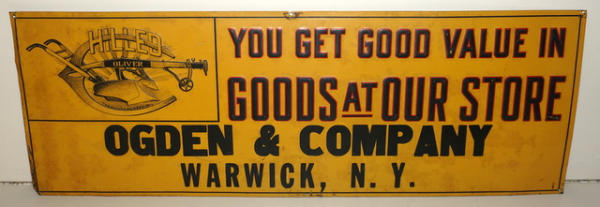 HILLED
OLIVER
YOU GET GOOD VALUE IN
GOODS AT OUR STORE
OGDEN & COMPANY
WARWICK, N. Y.